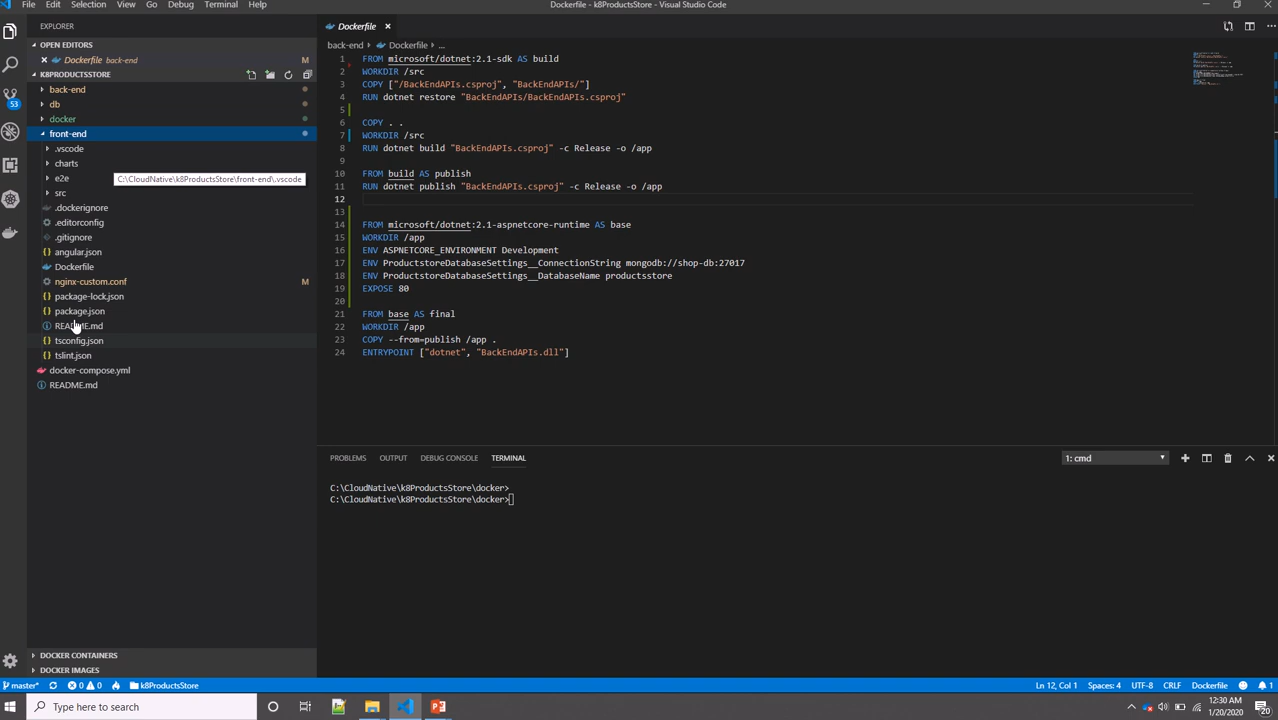 File Edit Selection View Go Debug Terminal Help
Dockerfile - k8ProductsStore - Visual Studio Code
EXPLORER
OPEN EDITORS
Dockerfile back-end
K8PRODUCTSSTORE
back-end
db
docker
front-end
.vscode
charts
e2e
C:\CloudNative\k8ProductsStore\front-end\.vscode
src
.dockerignore
.editorconfig
.gitignore
angular.json
Dockerfile
nginx-custom.conf M
package-lock.json
package.json
README.md
tsconfig.json
tslint.json
docker-compose.yml
README.md
DOCKER CONTAINERS
DOCKER IMAGES
53
Dockerfile
back-end Dockerfile ...
1 FROM microsoft/dotnet:2.1-sdk AS build
2 WORKDIR /src
3 COPY ["/BackEndAPIs.csproj", "BackEndAPIs/"]
4 RUN dotnet restore "BackEndAPIs/BackEndAPIs.csproj"
5
6 COPY . .
7 WORKDIR /src
8 RUN dotnet build "BackEndAPIs.csproj" -c Release -o /app
9
10 FROM build AS publish
11 RUN dotnet publish "BackEndAPIs.csproj" -c Release -o /app
12
13
14 FROM microsoft/dotnet:2.1-aspnetcore-runtime AS base
15 WORKDIR /app
16 ENV ASPNETCORE_ENVIRONMENT Development
17 ENV ProductstoreDatabaseSettings__ConnectionString mongodb://shop-db:27017
18 ENV ProductstoreDatabaseSettings__DatabaseName productsstore
19 EXPOSE 80
20
21 FROM base AS final
22 WORKDIR /app
23 COPY --from=publish /app .
24 ENTRYPOINT ["dotnet", "BackEndAPIs.dll"]
PROBLEMS OUTPUT DEBUG CONSOLE TERMINAL
1: cmd
C:\CloudNative\k8ProductsStore\docker>
C:\CloudNative\k8ProductsStore\docker>
master* 0 0 k8ProductsStore
Ln 12, Col 1 Spaces: 4 UTF-8 CRLF Dockerfile 1
Type here to search
12:30 AM
1/20/2020
20